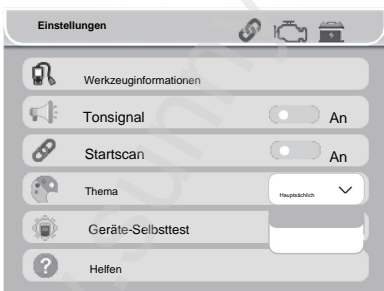 Einstellungen
Werkzeuginformationen
Tonsignal An
Startscan An
Thema Hauptsächlich
Geräte-Selbsttest
Helfen